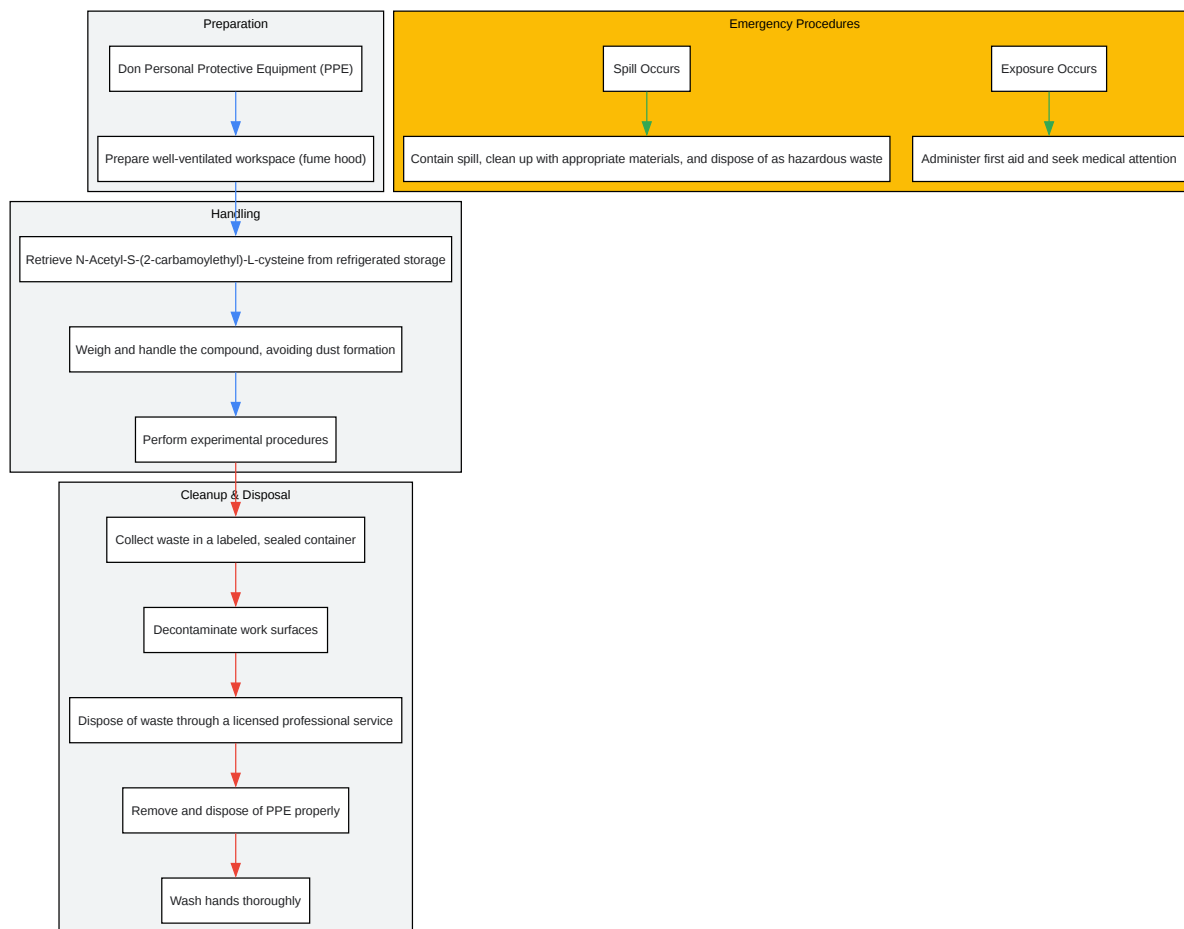 Preparation
Don Personal Protective Equipment (PPE)
Prepare well-ventilated workspace (fume hood)
Emergency Procedures
Spill Occurs
Exposure Occurs
Contain spill, clean up with appropriate materials, and dispose of as hazardous waste
Administer first aid and seek medical attention
Handling
Retrieve N-Acetyl-S-(2-carbamoylethyl)-L-cysteine from refrigerated storage
Weigh and handle the compound, avoiding dust formation
Perform experimental procedures
Cleanup & Disposal
Collect waste in a labeled, sealed container
Decontaminate work surfaces
Dispose of waste through a licensed professional service
Remove and dispose of PPE properly
Wash hands thoroughly